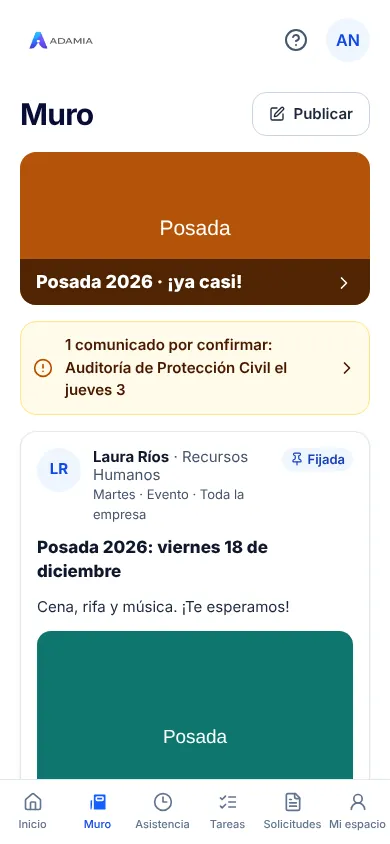 ADAMIA
AN
Muro
Publicar
Posada
Posada 2026 · ¡ya casi!
1 comunicado por confirmar:
Auditoría de Protección Civil el
jueves 3
LR
Laura Ríos · Recursos
Humanos
Fijada
Martes · Evento · Toda la
empresa
Posada 2026: viernes 18 de
diciembre
Cena, rifa y música. ¡Te esperamos!
Posada
Inicio
Muro
Asistencia
Tareas
Solicitudes
Mi espacio